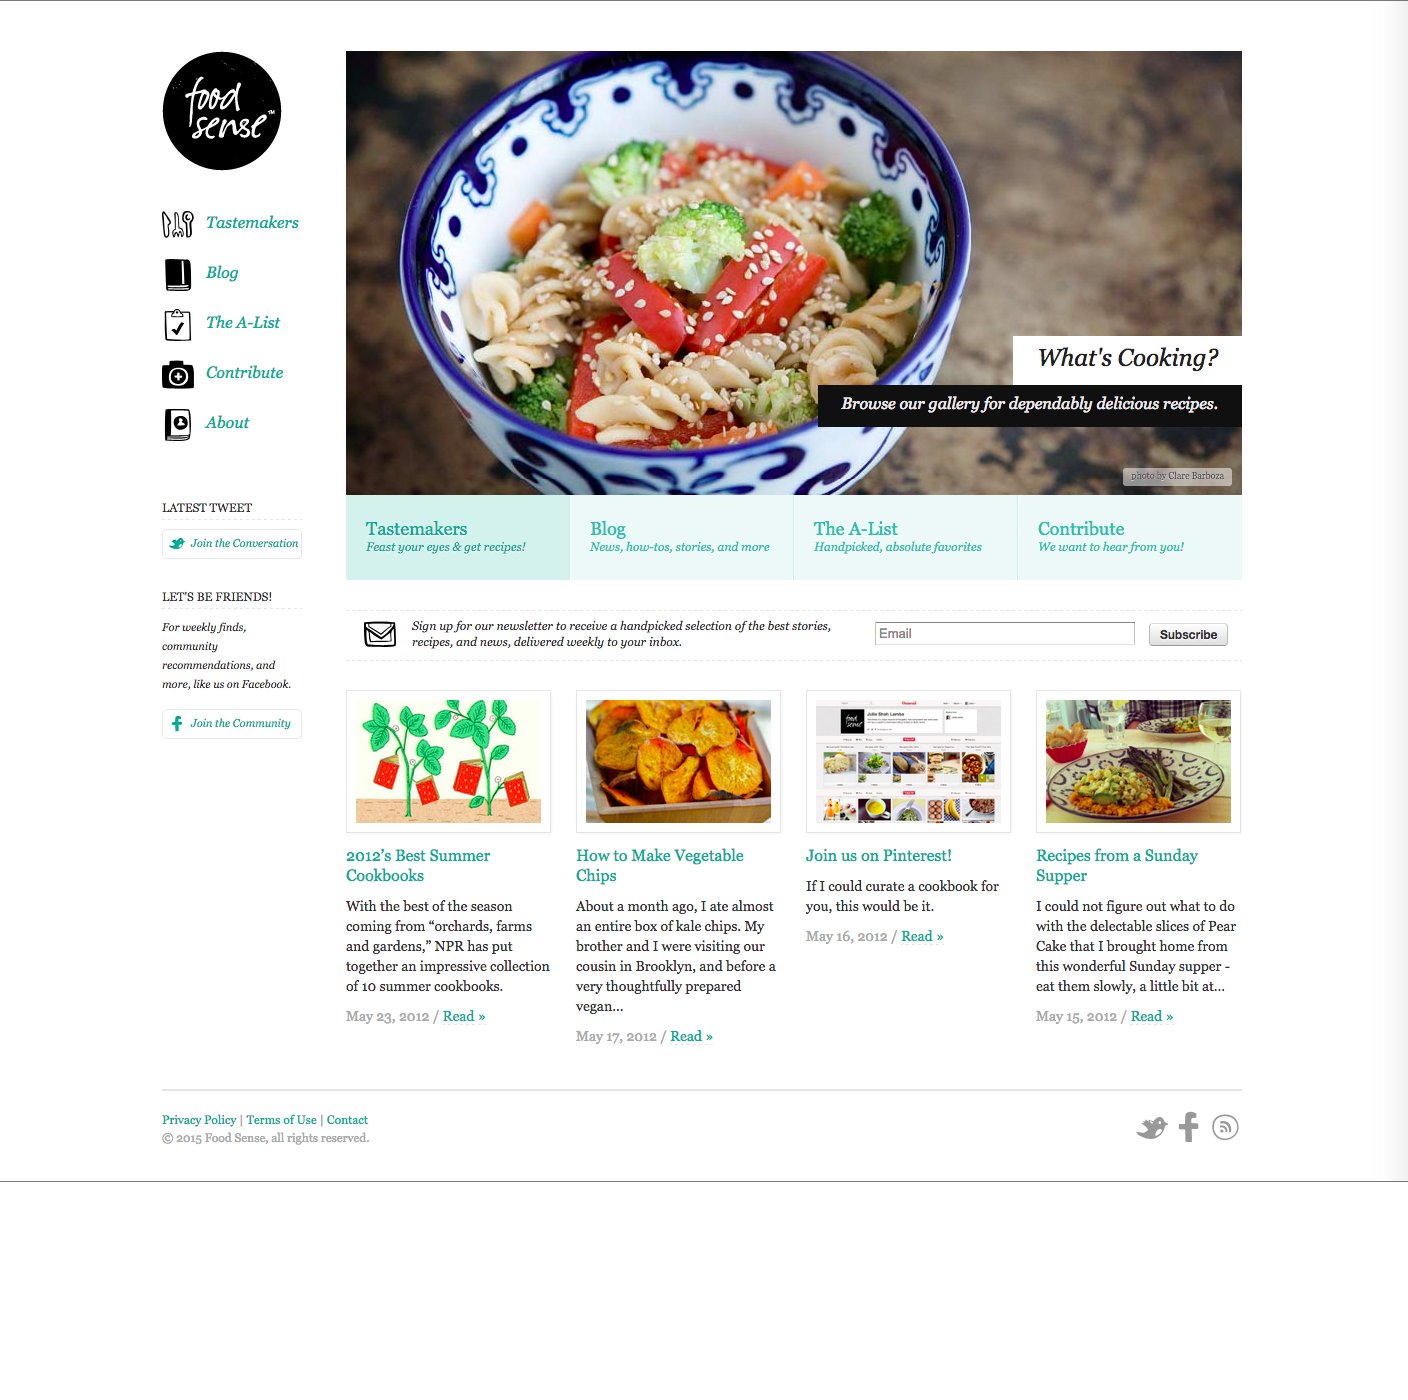 food
sense™
Tastemakers
Blog
The A-List
Contribute
About
LATEST TWEET
Join the Conversation
LET'S BE FRIENDS!
For weekly finds,
community
recommendations, and
more, like us on Facebook.
Join the Community
What's Cooking?
Browse our gallery for dependably delicious recipes.
photo by Clare Barboza
Tastemakers
Feast your eyes & get recipes!
Blog
News, how-tos, stories, and more
The A-List
Handpicked, absolute favorites
Contribute
We want to hear from you!
Sign up for our newsletter to receive a handpicked selection of the best stories,
recipes, and news, delivered weekly to your inbox.
Email
Subscribe
2012’s Best Summer
Cookbooks
With the best of the season
coming from “orchards, farms
and gardens,” NPR has put
together an impressive collection
of 10 summer cookbooks.
May 23, 2012 / Read »
How to Make Vegetable
Chips
About a month ago, I ate almost
an entire box of kale chips. My
brother and I were visiting our
cousin in Brooklyn, and before a
very thoughtfully prepared
vegan...
May 17, 2012 / Read »
food
sense
Julie Shah Lamba
Join us on Pinterest!
If I could curate a cookbook for
you, this would be it.
May 16, 2012 / Read »
Recipes from a Sunday
Supper
I could not figure out what to do
with the delectable slices of Pear
Cake that I brought home from
this wonderful Sunday supper -
eat them slowly, a little bit at...
May 15, 2012 / Read »
Privacy Policy | Terms of Use | Contact
© 2015 Food Sense, all rights reserved.